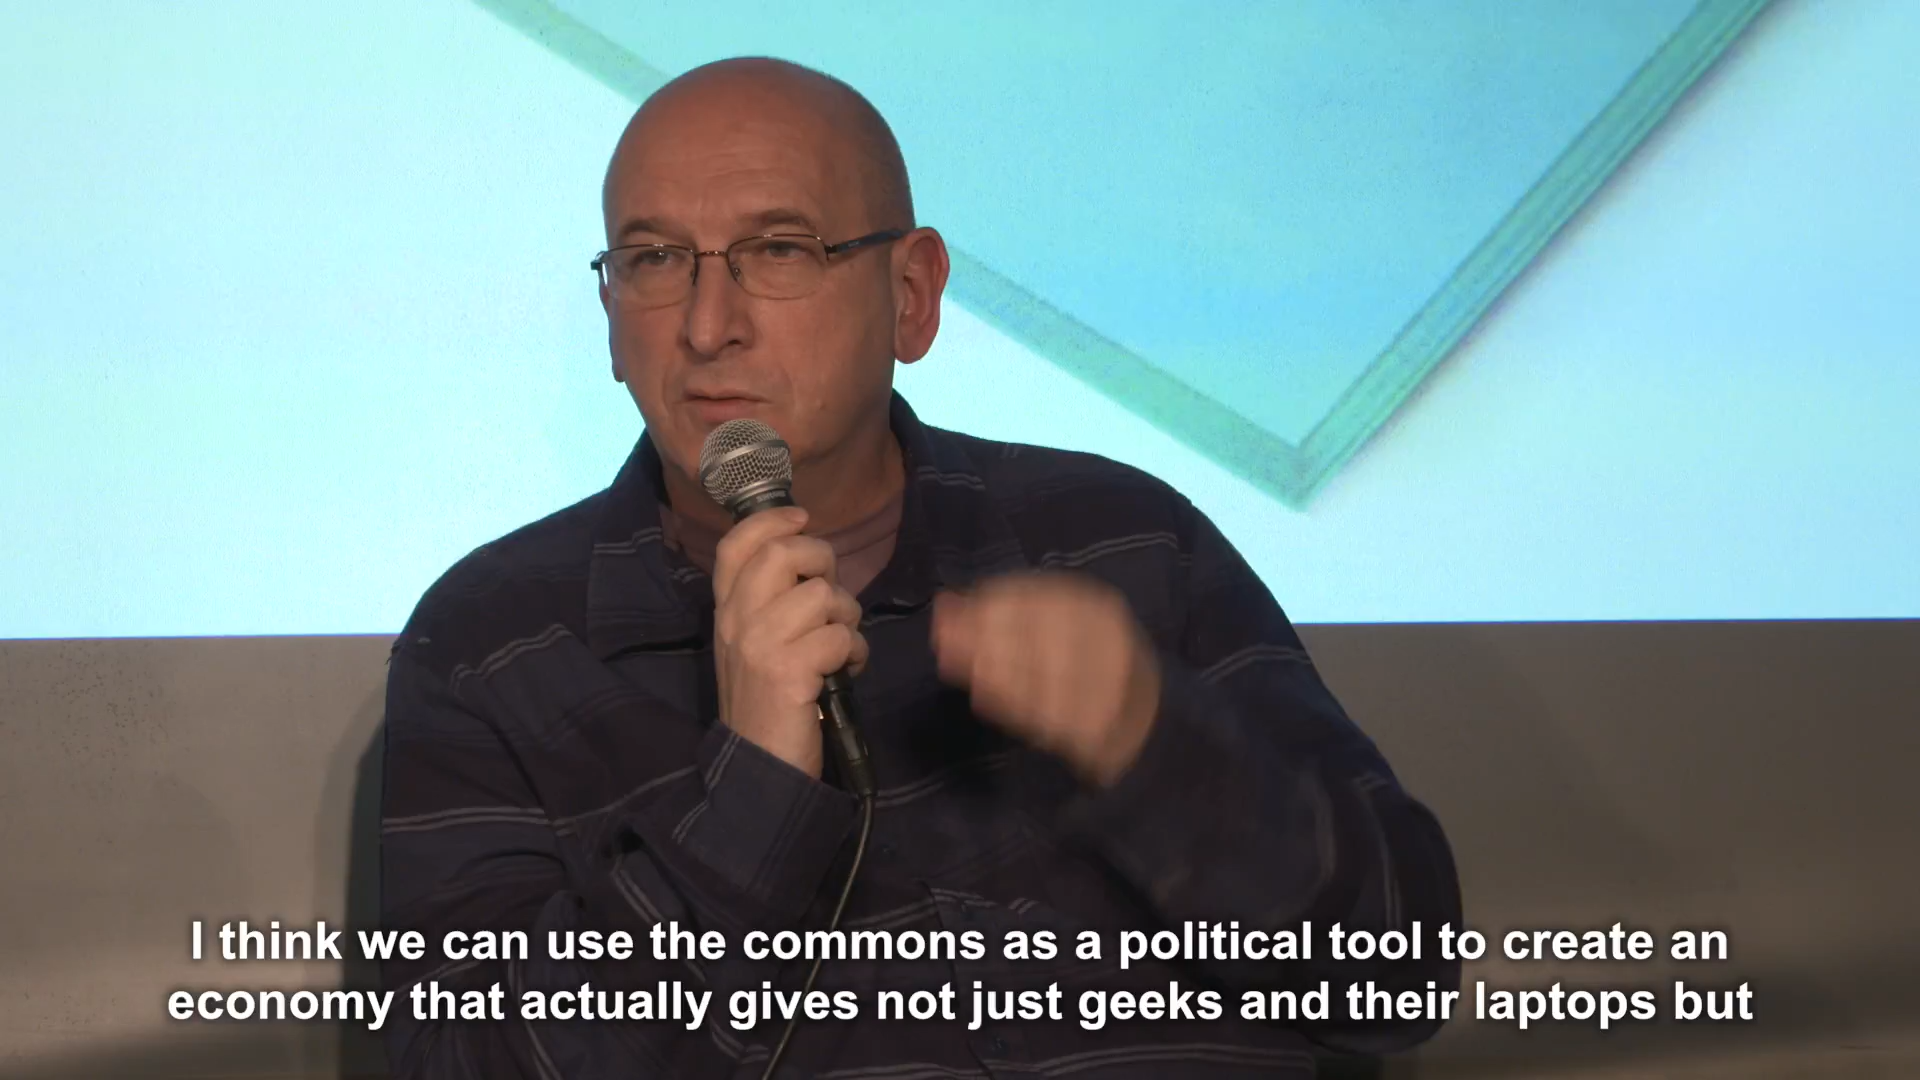 I think we can use the commons as a political tool to create an
economy that actually gives not just geeks and their laptops but